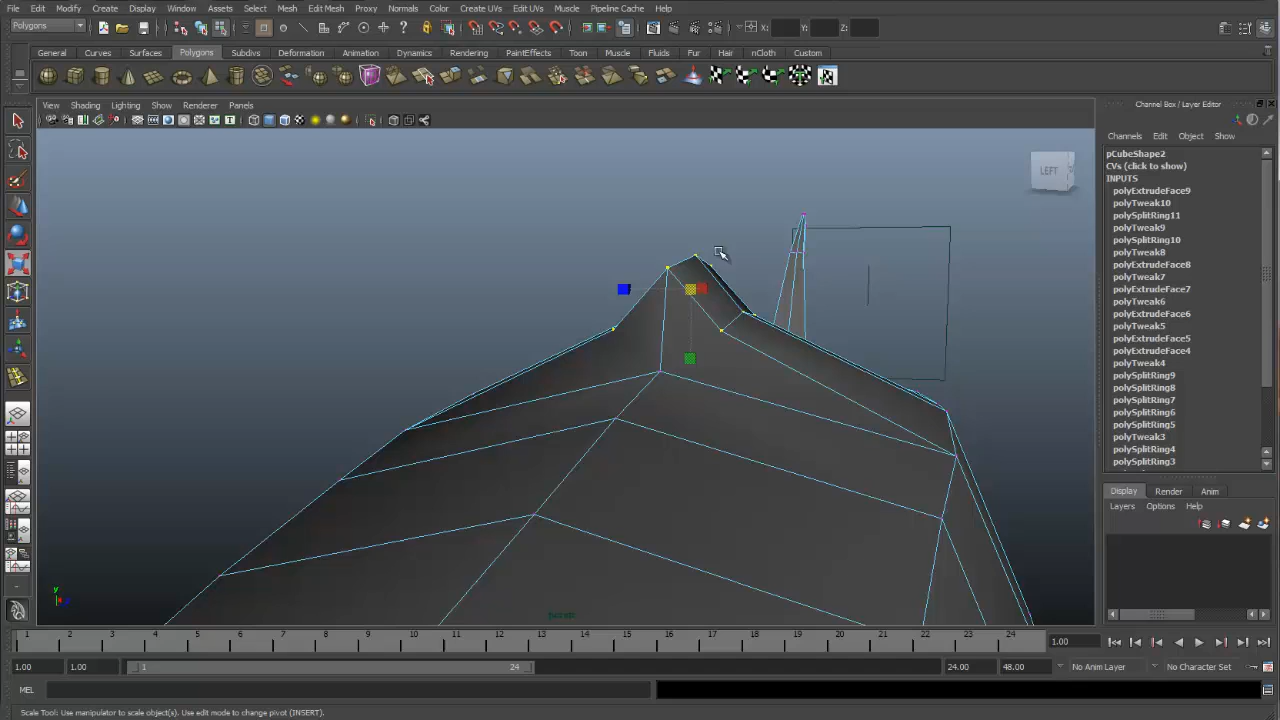 File Edit Modify Create Display Window Assets Select Mesh Edit Mesh Proxy Normals Color Create UVs Edit UVs Muscle Pipeline Cache Help
Polygons X: Y: Z:
General Curves Surfaces Polygons Subdivs Deformation Animation Dynamics Rendering PaintEffects Toon Muscle Fluids Fur Hair nCloth Custom
View Shading Lighting Show Renderer Panels
Channel Box / Layer Editor
Channels Edit Object Show
pCubeShape2
CVs (click to show)
INPUTS
polyExtrudeFace9
polyTweak10
polySplitRing11
polyTweak9
polySplitRing10
polyTweak8
polyExtrudeFace8
polyTweak7
polyExtrudeFace7
polyTweak6
polyExtrudeFace6
polyTweak5
polyExtrudeFace5
polyExtrudeFace4
polyTweak4
polySplitRing9
polySplitRing8
polySplitRing7
polySplitRing6
polySplitRing5
polyTweak3
polySplitRing4
polySplitRing3
LEFT
Display Render Anim
Layers Options Help
y
persp
1 2 3 4 5 6 7 8 9 10 11 12 13 14 15 16 17 18 19 20 21 22 23 24 1.00
1.00 1.00 1 24 24.00 48.00 No Anim Layer No Character Set
MEL
Scale Tool: Use manipulator to scale object(s). Use edit mode to change pivot (INSERT).